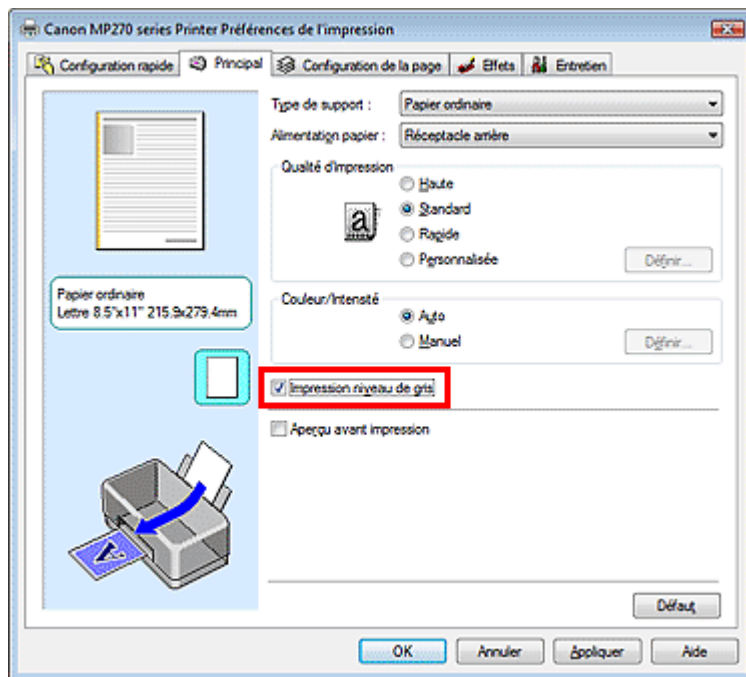 Canon MP270 series Printer Préférences de l'impression
Configuration rapide Principal Configuration de la page Effets Entretien
Type de support : Papier ordinaire
Alimentation papier : Réceptacle arrière
Qualité d'impression
Haute
a Standard
Rapide
Personnalisée Définir...
Papier ordinaire
Lettre 8.5"x11" 215.9x279.4mm
Couleur/Intensité
Auto
Manuel Définir...
Impression niveau de gris
Aperçu avant impression
A
Défaut
OK Annuler Appliquer Aide